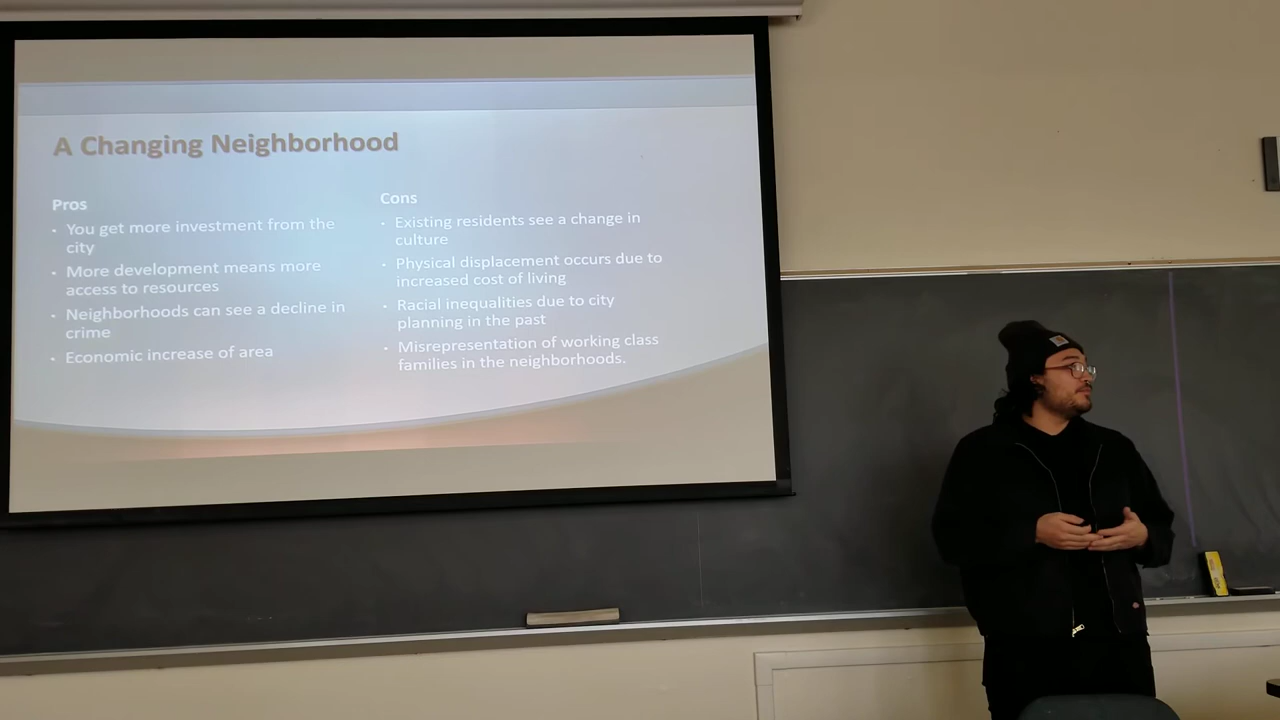 A Changing Neighborhood
Pros
• You get more investment from the
city
• More development means more
access to resources
• Neighborhoods can see a decline in
crime
• Economic increase of area
Cons
• Existing residents see a change in
culture
• Physical displacement occurs due to
increased cost of living
• Racial inequalities due to city
planning in the past
• Misrepresentation of working class
families in the neighborhoods.